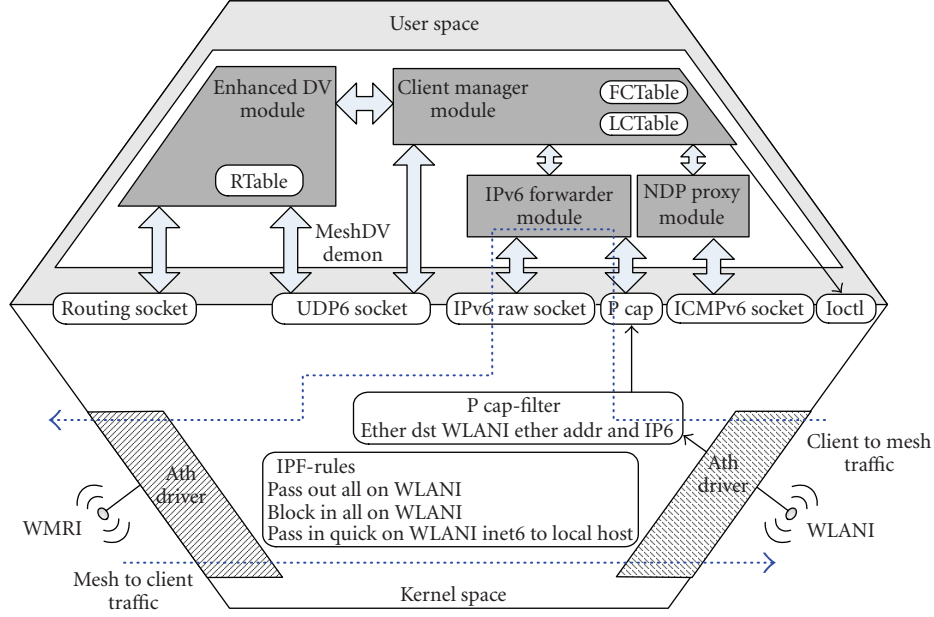 User space
Enhanced DV
module
Client manager
module
FCTable
LCTable
RTable
IPv6 forwarder
module
NDP proxy
module
MeshDV
demon
Routing socket
UDP6 socket
IPv6 raw socket
P cap
ICMPv6 socket
Ioctl
P cap-filter
Ether dst WLANI ether addr and IP6
Client to mesh
traffic
Ath
driver
Ath
driver
IPF-rules
Pass out all on WLANI
Block in all on WLANI
Pass in quick on WLANI inet6 to local host
WMRI
WLANI
Mesh to client
traffic
Kernel space